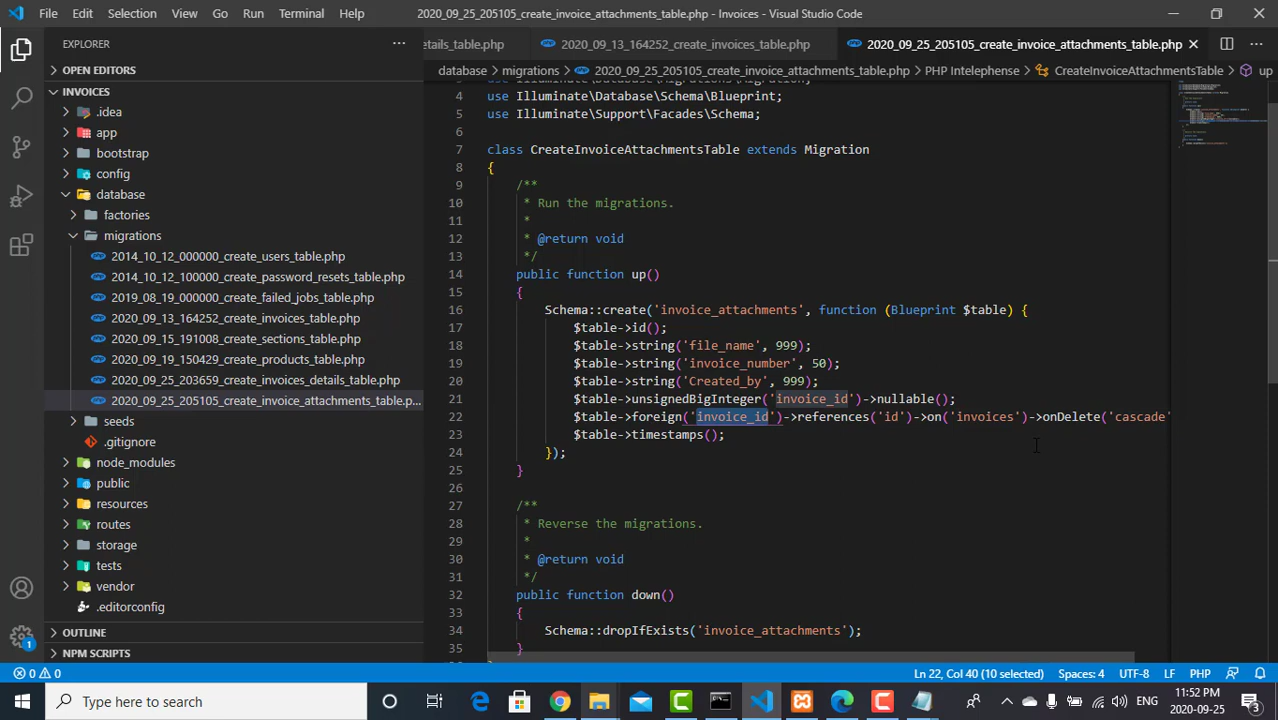 File Edit Selection View Go Run Terminal Help 2020_09_25_205105_create_invoice_attachments_table.php - Invoices - Visual Studio Code
EXPLORER
OPEN EDITORS
INVOICES
.idea
app
bootstrap
config
database
factories
migrations
2014_10_12_000000_create_users_table.php
2014_10_12_100000_create_password_resets_table.php
2019_08_19_000000_create_failed_jobs_table.php
2020_09_13_164252_create_invoices_table.php
2020_09_15_191008_create_sections_table.php
2020_09_19_150429_create_products_table.php
2020_09_25_203659_create_invoices_details_table.php
2020_09_25_205105_create_invoice_attachments_table.p...
seeds
.gitignore
node_modules
public
resources
routes
storage
tests
vendor
.editorconfig
OUTLINE
NPM SCRIPTS
etails_table.php 2020_09_13_164252_create_invoices_table.php 2020_09_25_205105_create_invoice_attachments_table.php
database > migrations > 2020_09_25_205105_create_invoice_attachments_table.php > PHP Intelephense > CreateInvoiceAttachmentsTable > up
4 use Illuminate\Database\Schema\Blueprint;
5 use Illuminate\Support\Facades\Schema;
6
7 class CreateInvoiceAttachmentsTable extends Migration
8 {
9 /**
10 * Run the migrations.
11 *
12 * @return void
13 */
14 public function up()
15 {
16 Schema::create('invoice_attachments', function (Blueprint $table) {
17 $table->id();
18 $table->string('file_name', 999);
19 $table->string('invoice_number', 50);
20 $table->string('Created_by', 999);
21 $table->unsignedBigInteger('invoice_id')->nullable();
22 $table->foreign('invoice_id')->references('id')->on('invoices')->onDelete('cascade'
23 $table->timestamps();
24 });
25 }
26
27 /**
28 * Reverse the migrations.
29 *
30 * @return void
31 */
32 public function down()
33 {
34 Schema::dropIfExists('invoice_attachments');
35 }
0 0 Ln 22, Col 40 (10 selected) Spaces: 4 UTF-8 LF PHP
1
Type here to search
ENG
11:52 PM
2020-09-25
3